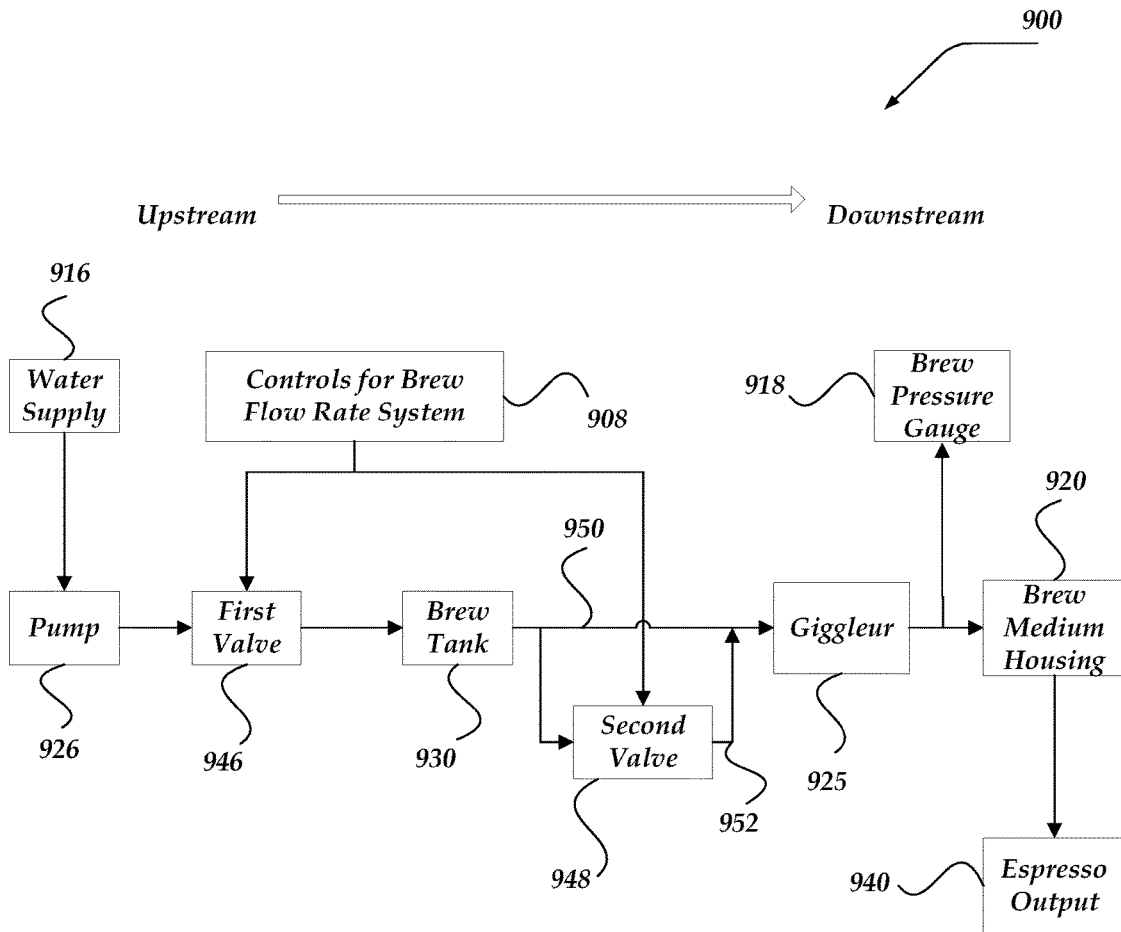 900
Upstream
Downstream
916
Water
Supply
Controls for Brew
Flow Rate System
908
918
Brew
Pressure
Gauge
920
950
Pump
First
Valve
Brew
Tank
Giggleur
Brew
Medium
Housing
926
946
930
Second
Valve
952
925
948
940
Espresso
Output